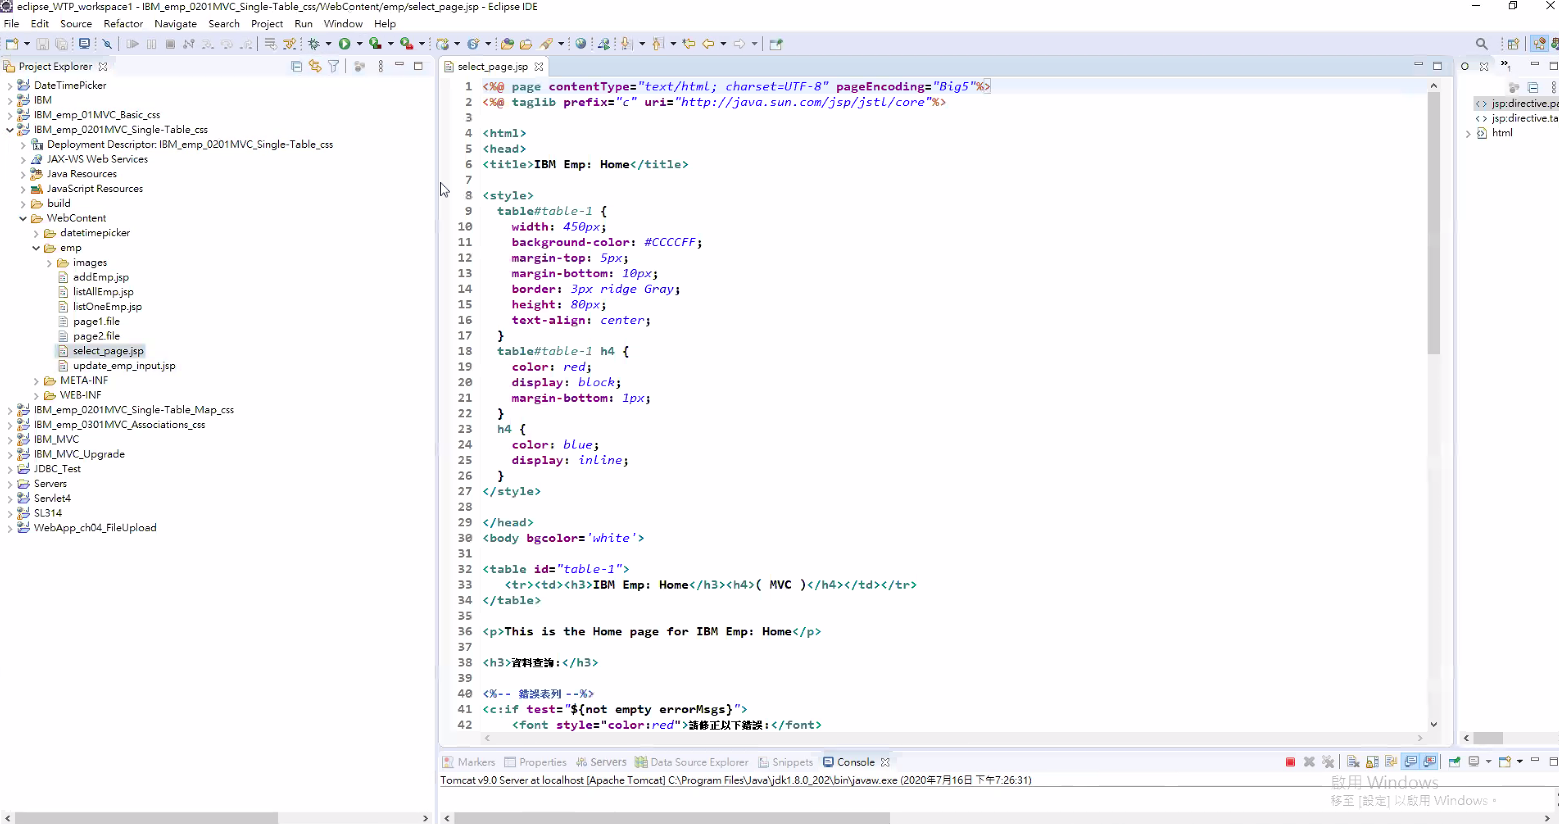 eclipse_WTP_workspace1 - IBM_emp_0201MVC_Single-Table_css/WebContent/emp/select_page.jsp - Eclipse IDE
File Edit Source Refactor Navigate Search Project Run Window Help
Project Explorer
DateTimePicker
IBM
IBM_emp_01MVC_Basic_css
IBM_emp_0201MVC_Single-Table_css
Deployment Descriptor: IBM_emp_0201MVC_Single-Table_css
JAX-WS Web Services
Java Resources
JavaScript Resources
build
WebContent
datetimepicker
emp
images
addEmp.jsp
listAllEmp.jsp
listOneEmp.jsp
page1.file
page2.file
select_page.jsp
update_emp_input.jsp
META-INF
WEB-INF
IBM_emp_0201MVC_Single-Table_Map_css
IBM_emp_0301MVC_Associations_css
IBM_MVC
IBM_MVC_Upgrade
JDBC_Test
Servers
Servlet4
SL314
WebApp_ch04_FileUpload
select_page.jsp
1 <%@ page contentType="text/html; charset=UTF-8" pageEncoding="Big5"%>
2 <%@ taglib prefix="c" uri="http://java.sun.com/jsp/jstl/core"%>
3
4 <html>
5 <head>
6 <title>IBM Emp: Home</title>
7
8 <style>
9 table#table-1 {
10 width: 450px;
11 background-color: #CCCCFF;
12 margin-top: 5px;
13 margin-bottom: 10px;
14 border: 3px ridge Gray;
15 height: 80px;
16 text-align: center;
17 }
18 table#table-1 h4 {
19 color: red;
20 display: block;
21 margin-bottom: 1px;
22 }
23 h4 {
24 color: blue;
25 display: inline;
26 }
27 </style>
28
29 </head>
30 <body bgcolor='white'>
31
32 <table id="table-1">
33 <tr><td><h3>IBM Emp: Home</h3><h4>( MVC )</h4></td></tr>
34 </table>
35
36 <p>This is the Home page for IBM Emp: Home</p>
37
38 <h3>資料查詢:</h3>
39
40 <%-- 錯誤表列 --%>
41 <c:if test="${not empty errorMsgs}">
42 <font style="color:red">請修正以下錯誤:</font>
jsp:directive.pa
jsp:directive.ta
html
Markers Properties Servers Data Source Explorer Snippets Console
Tomcat v9.0 Server at localhost [Apache Tomcat] C:\Program Files\Java\jdk1.8.0_202\bin\javaw.exe (2020年7月16日 下午7:26:31)
啟用 Windows
移至 [設定] 以啟用 Windows。